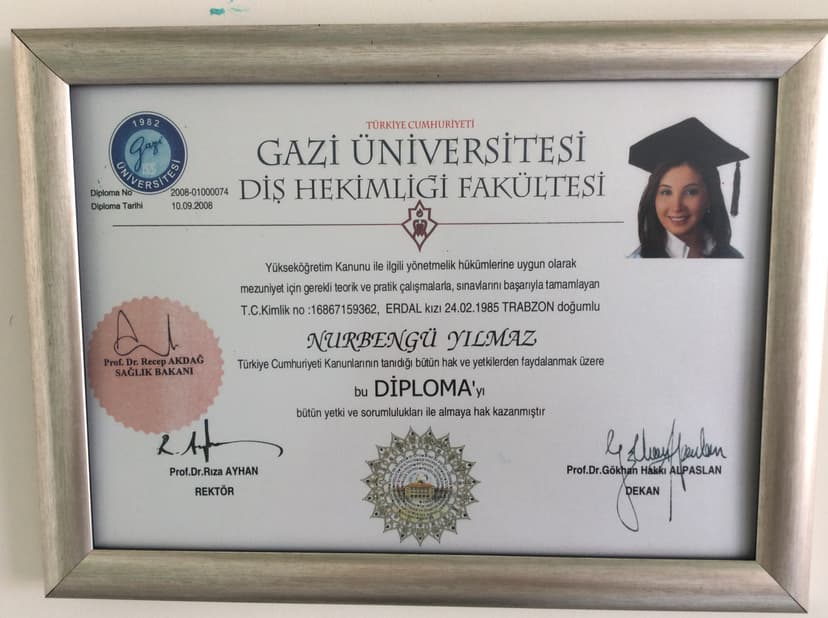 1982
Gazi
ÜNİVERSİTESİ
TÜRKİYE CUMHURİYETİ
GAZİ ÜNİVERSİTESİ
DİŞ HEKİMLİĞİ FAKÜLTESİ
Diploma No 2008-01000074
Diploma Tarihi 10.09.2008
Yükseköğretim Kanunu ile ilgili yönetmelik hükümlerine uygun olarak
mezuniyet için gerekli teorik ve pratik çalışmalarla, sınavlarını başarıyla tamamlayan
T.C.Kimlik no :16867159362, ERDAL kızı 24.02.1985 TRABZON doğumlu
NURBENGÜ YILMAZ
Türkiye Cumhuriyeti Kanunlarının tanıdığı bütün hak ve yetkilerden faydalanmak üzere
bu DİPLOMA'yı
bütün yetki ve sorumlulukları ile almaya hak kazanmıştır
Prof. Dr. Recep AKDAĞ
SAĞLIK BAKANI
Prof.Dr.Rıza AYHAN
REKTÖR
Prof.Dr.Gökhan Hakkı ALPASLAN
DEKAN